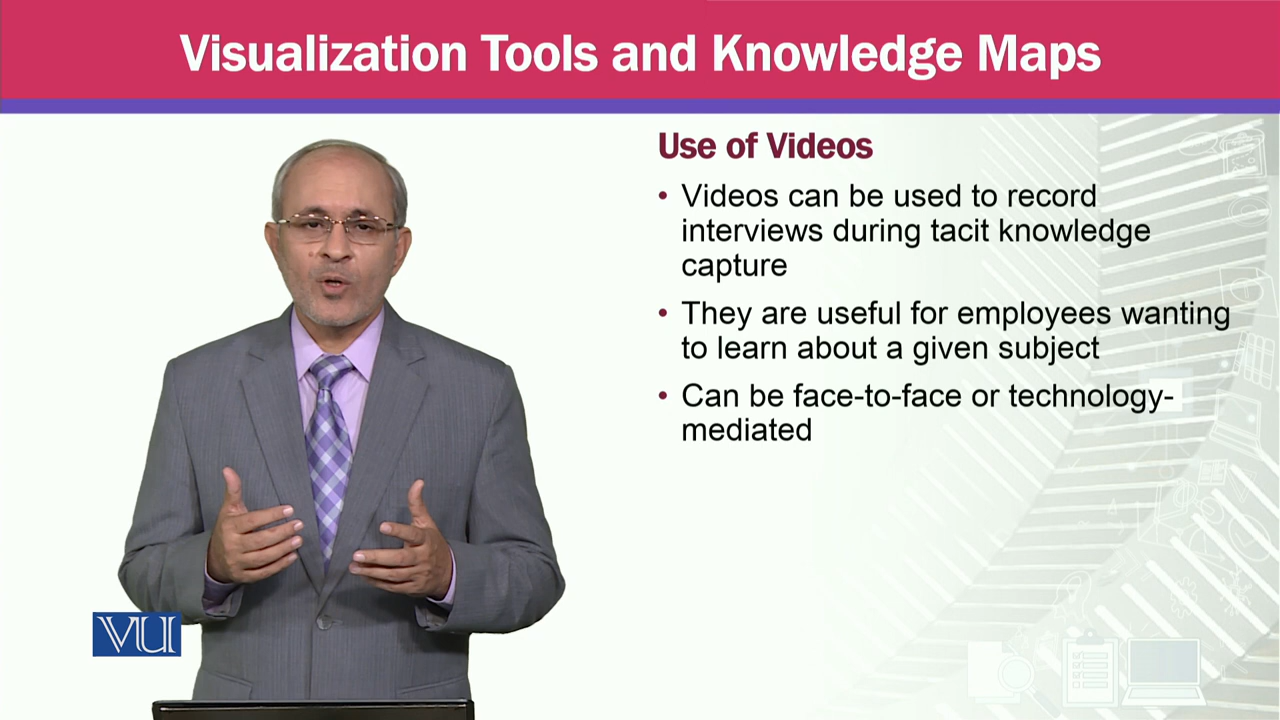 Visualization Tools and Knowledge Maps
Use of Videos
• Videos can be used to record
interviews during tacit knowledge
capture
• They are useful for employees wanting
to learn about a given subject
• Can be face-to-face or technology-
mediated
VU